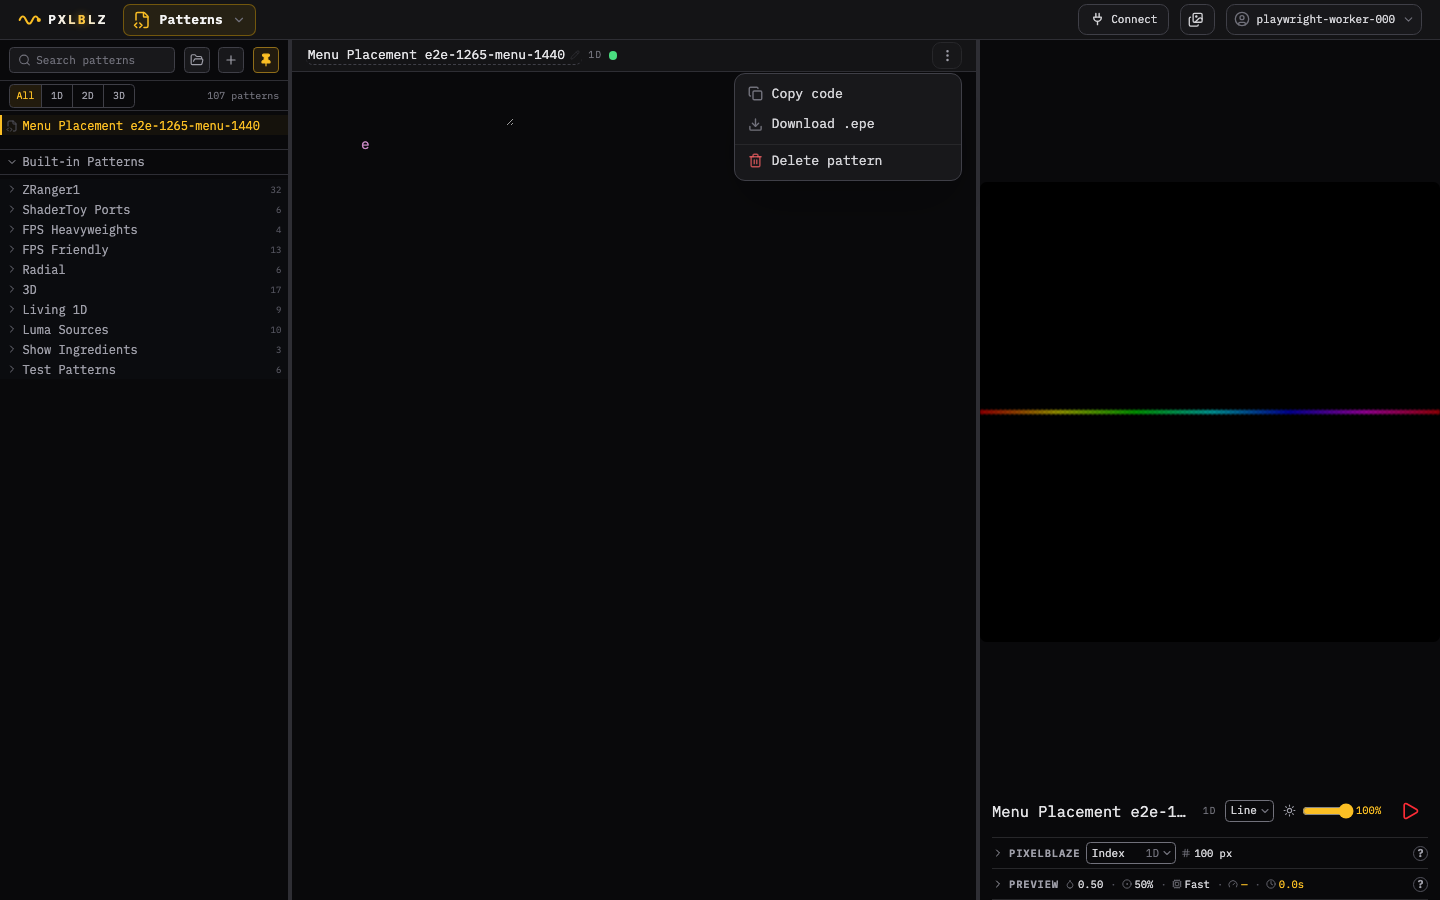 PXLBLZ
Patterns
Connect
playwright-worker-000
Search patterns
All 1D 2D 3D 107 patterns
Menu Placement e2e-1265-menu-1440
Built-in Patterns
ZRanger1 32
ShaderToy Ports 6
FPS Heavyweights 4
FPS Friendly 13
Radial 6
3D 17
Living 1D 9
Luma Sources 10
Show Ingredients 3
Test Patterns 6
Menu Placement e2e-1265-menu-1440 1D
e
Copy code
Download .epe
Delete pattern
Menu Placement e2e-1… 1D Line 100%
PIXELBLAZE Index 1D # 100 px ?
PREVIEW 0.50 · 50% · Fast · — · 0.0s ?